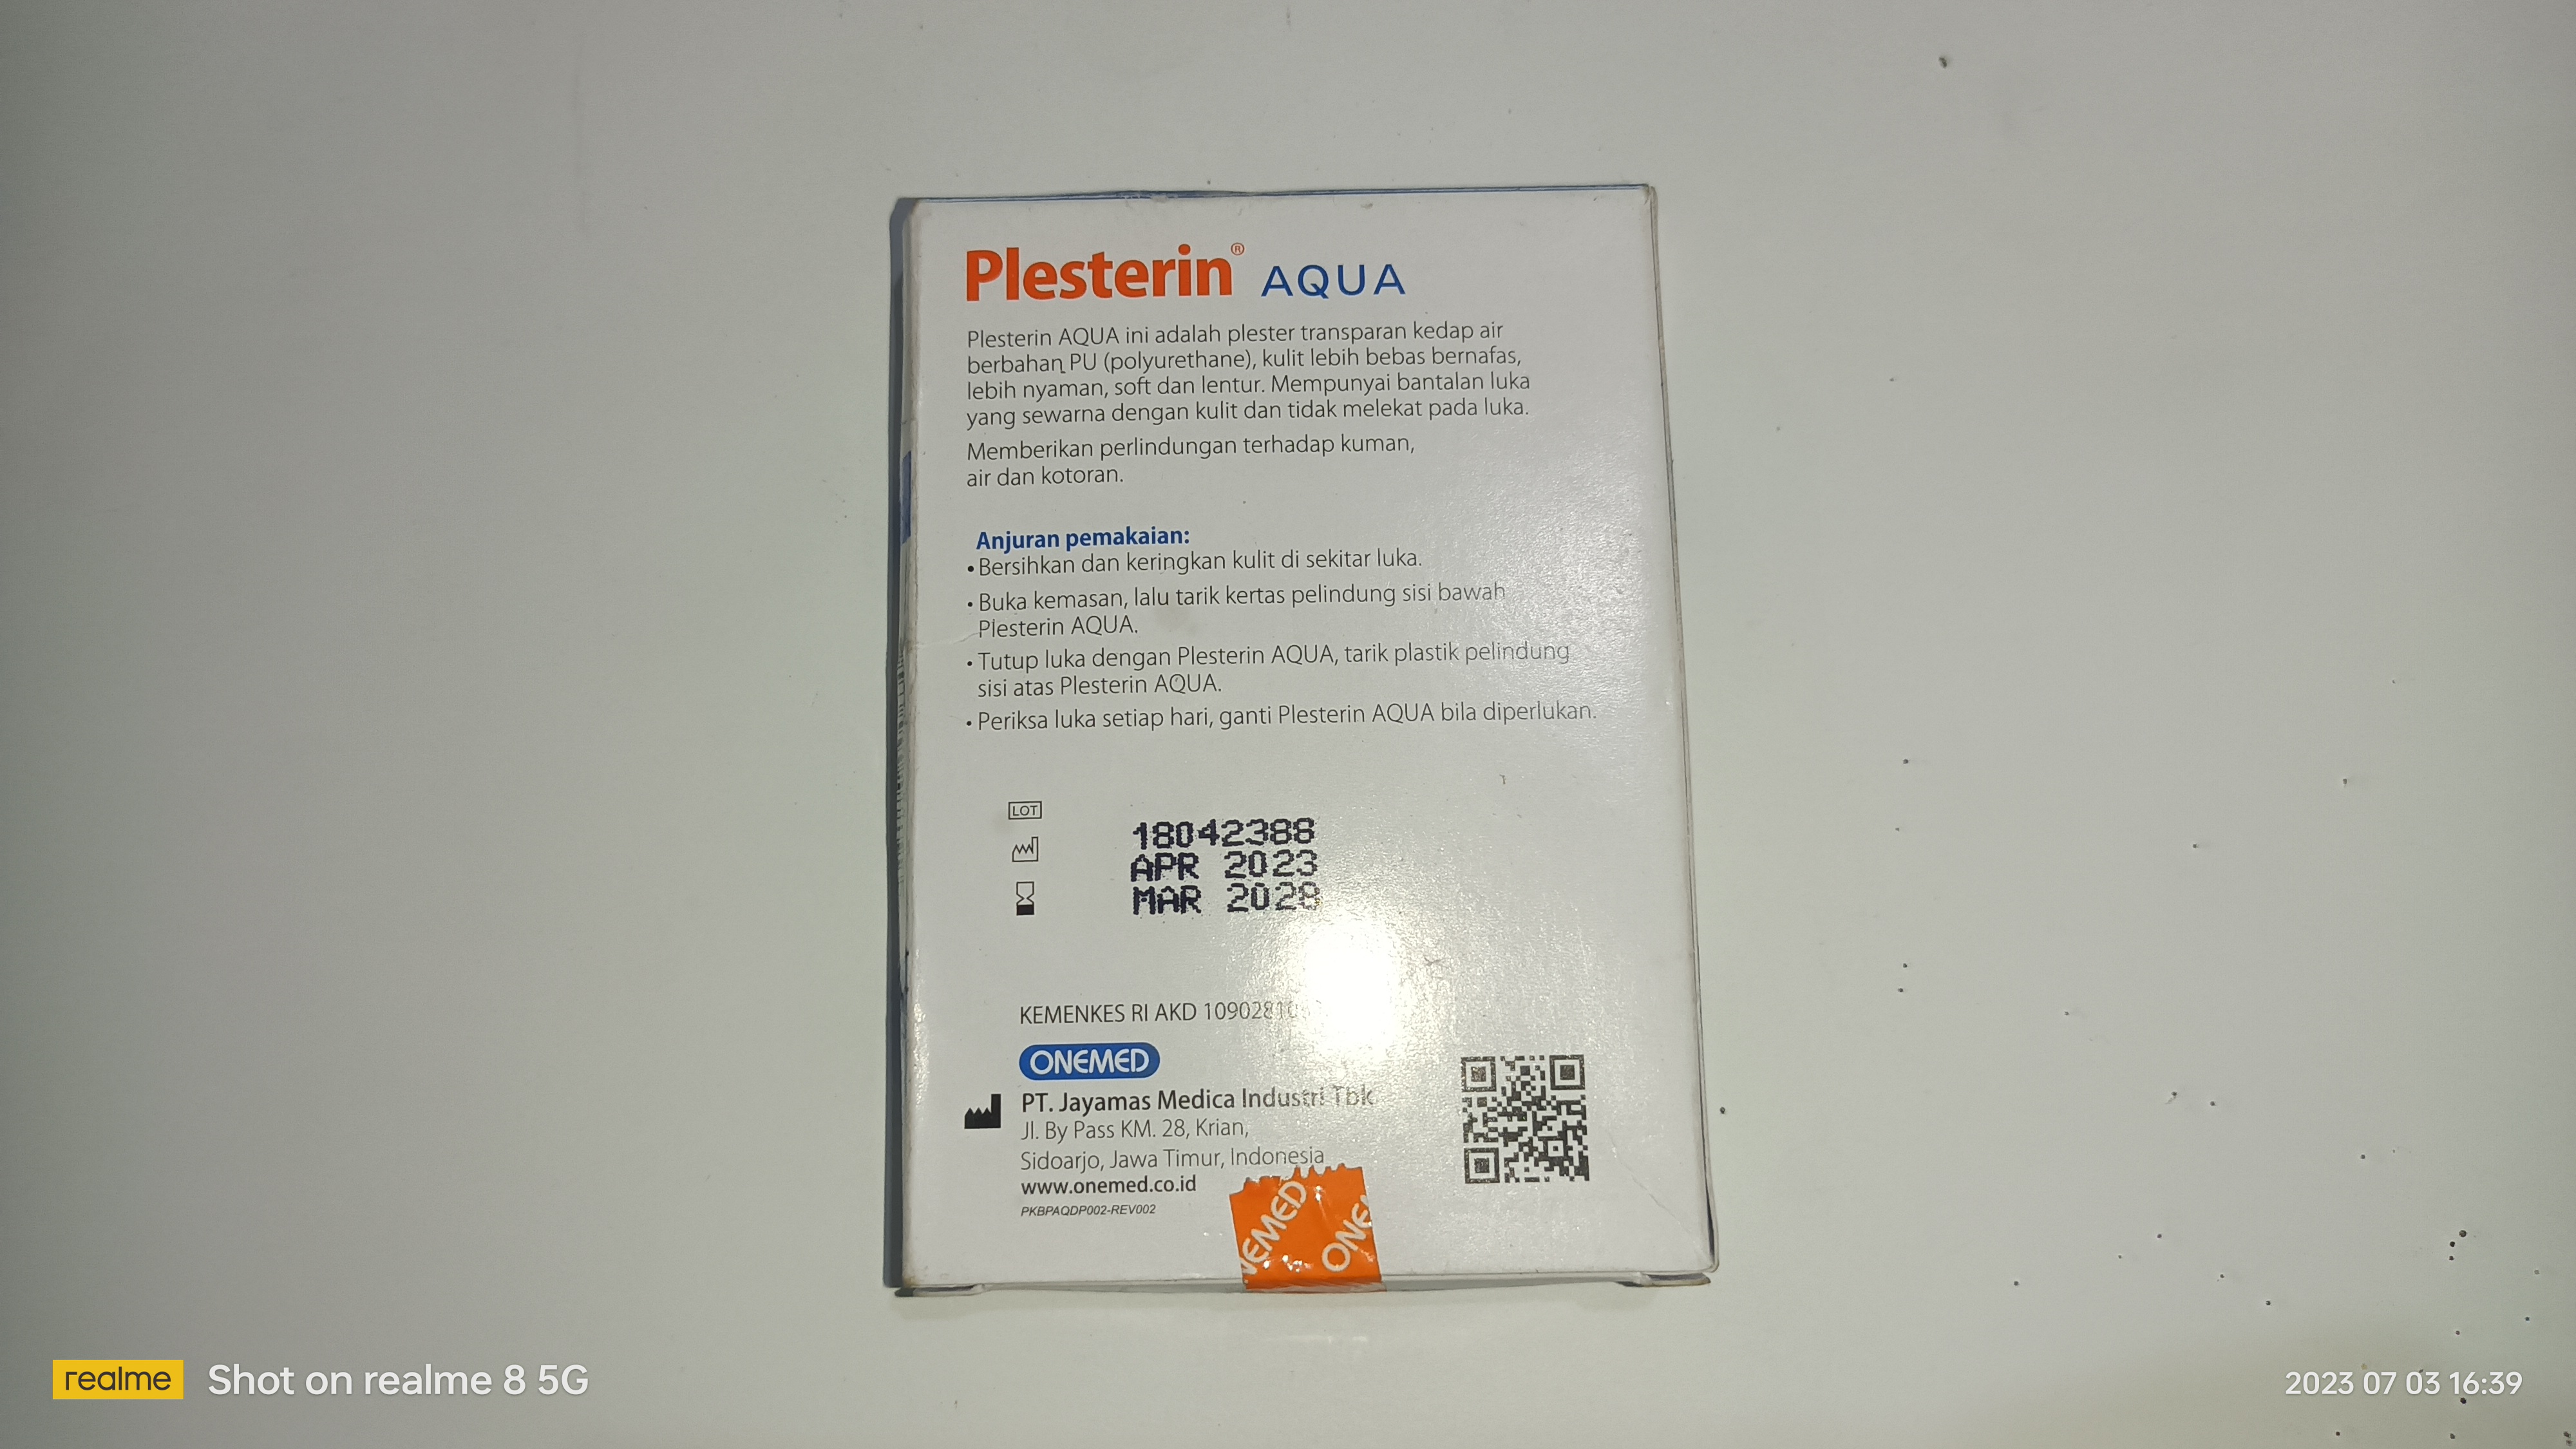 Plesterin® AQUA
Plesterin AQUA ini adalah plester transparan kedap air
berbahan PU (polyurethane), kulit lebih bebas bernafas,
lebih nyaman, soft dan lentur. Mempunyai bantalan luka
yang sewarna dengan kulit dan tidak melekat pada luka.
Memberikan perlindungan terhadap kuman,
air dan kotoran.
Anjuran pemakaian:
• Bersihkan dan keringkan kulit di sekitar luka.
• Buka kemasan, lalu tarik kertas pelindung sisi bawah
Plesterin AQUA.
• Tutup luka dengan Plesterin AQUA, tarik plastik pelindung
sisi atas Plesterin AQUA.
• Periksa luka setiap hari, ganti Plesterin AQUA bila diperlukan.
LOT
18042388
APR 2023
MAR 2028
KEMENKES RI AKD
ONEMED
PT. Jayamas Medica Industri Tbk
Jl. By Pass KM. 28, Krian,
Sidoarjo, Jawa Timur, Indonesia
www.onemed.co.id
PKBPAQDP002-REV002
NEMED
ONE
realme Shot on realme 8 5G
2023 07 03 16:39